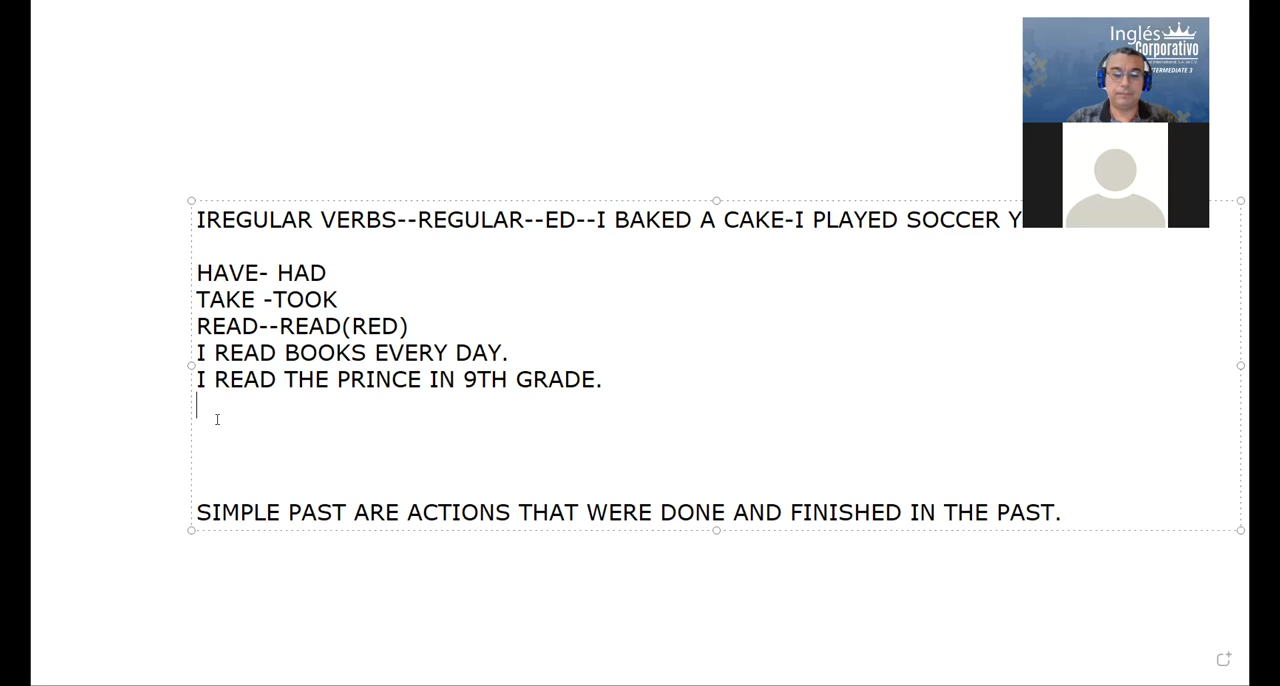 Inglés
Corporativo
INTERMEDIATE 3
IREGULAR VERBS--REGULAR--ED--I BAKED A CAKE-I PLAYED SOCCER Y
HAVE- HAD
TAKE -TOOK
READ--READ(RED)
I READ BOOKS EVERY DAY.
I READ THE PRINCE IN 9TH GRADE.
SIMPLE PAST ARE ACTIONS THAT WERE DONE AND FINISHED IN THE PAST.